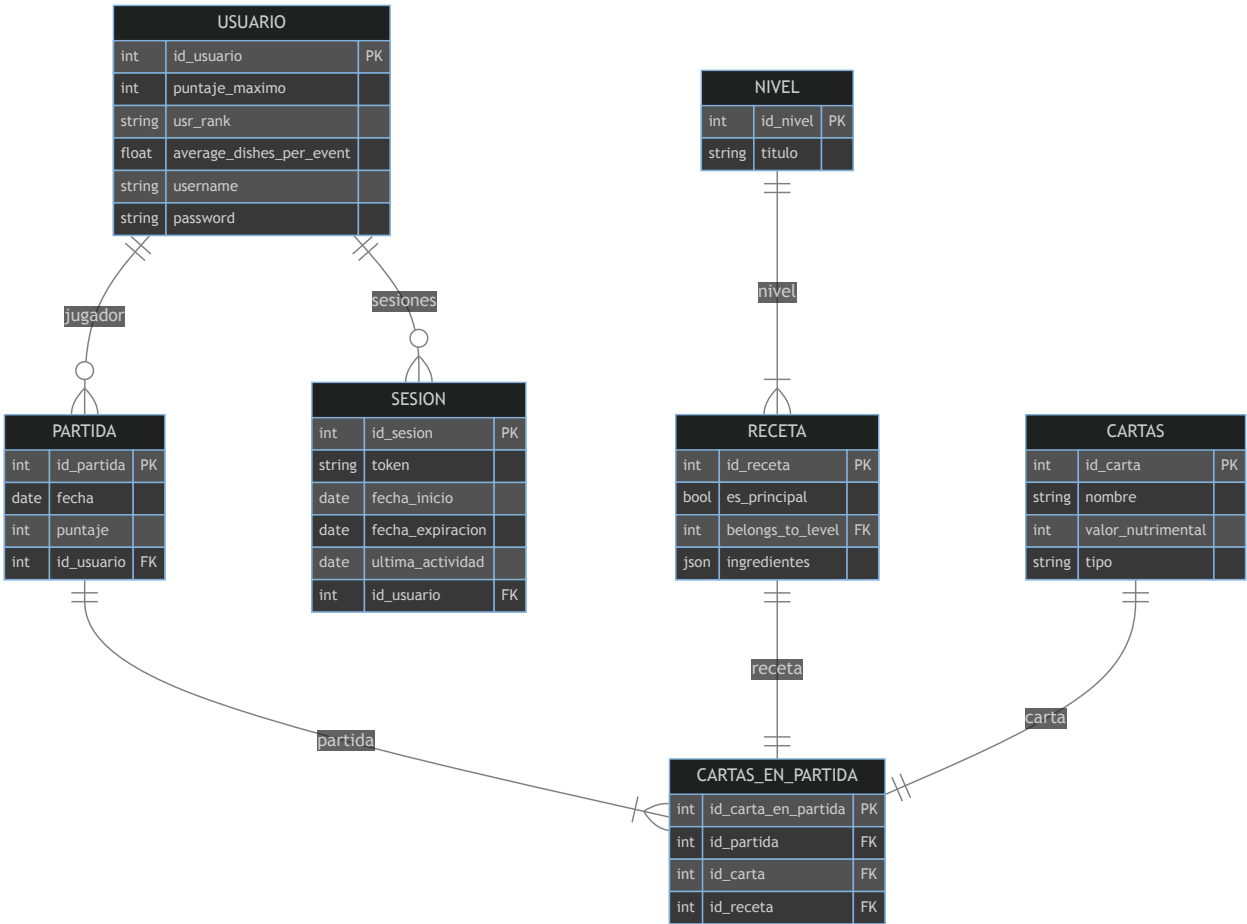 USUARIO
int id_usuario PK
int puntaje_maximo
string usr_rank
float average_dishes_per_event
string username
string password
NIVEL
int id_nivel PK
string titulo
jugador
sesiones
nivel
PARTIDA
int id_partida PK
date fecha
int puntaje
int id_usuario FK
SESION
int id_sesion PK
string token
date fecha_inicio
date fecha_expiracion
date ultima_actividad
int id_usuario FK
RECETA
int id_receta PK
bool es_principal
int belongs_to_level FK
json ingredientes
CARTAS
int id_carta PK
string nombre
int valor_nutrimental
string tipo
partida
receta
carta
CARTAS_EN_PARTIDA
int id_carta_en_partida PK
int id_partida FK
int id_carta FK
int id_receta FK